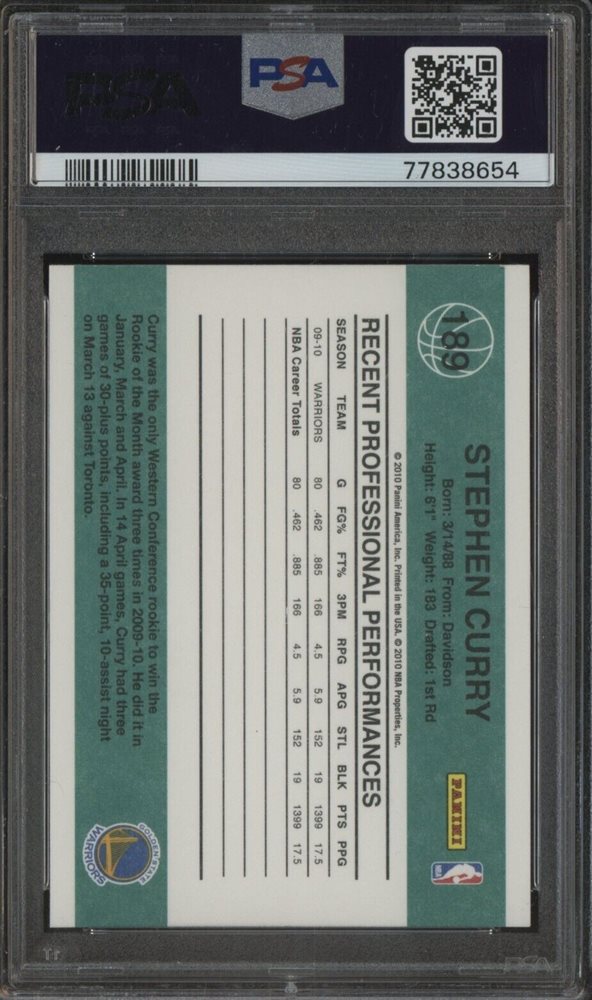 PSA
PSA
77838654
189
STEPHEN CURRY
Born: 3/14/88 From: Davidson
Height: 6'1" Weight: 183 Drafted: 1st Rd
PANINI
NBA
© 2010 Panini America, Inc. Printed in the USA. © 2010 NBA Properties, Inc.
RECENT PROFESSIONAL PERFORMANCES
SEASON TEAM G FG% FT% 3PM RPG APG STL BLK PTS PPG
09-10 WARRIORS 80 .462 .885 166 4.5 5.9 152 19 1399 17.5
NBA Career Totals 80 .462 .885 166 4.5 5.9 152 19 1399 17.5
Curry was the only Western Conference rookie to win the
Rookie of the Month award three times in 2009-10. He did it in
January, March and April. In 14 April games, Curry had three
games of 30-plus points, including a 35-point, 10-assist night
on March 13 against Toronto.
GOLDEN STATE
WARRIORS
PSA